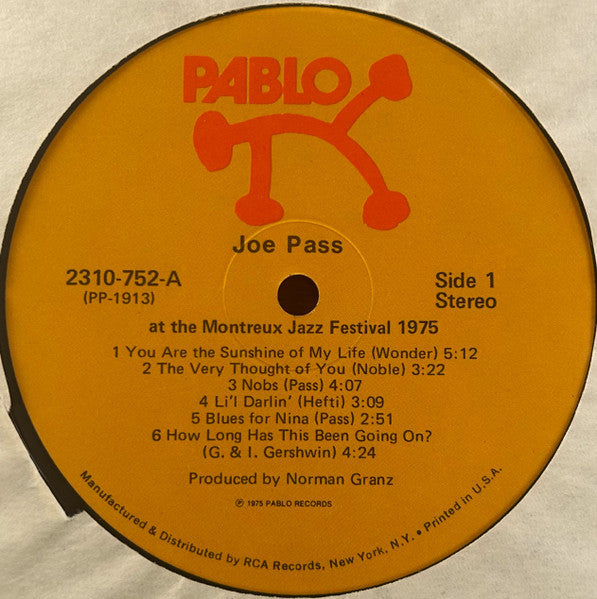 PABLO
Joe Pass
2310-752-A
(PP-1913)
Side 1
Stereo
at the Montreux Jazz Festival 1975
1 You Are the Sunshine of My Life (Wonder) 5:12
2 The Very Thought of You (Noble) 3:22
3 Nobs (Pass) 4:07
4 Li'l Darlin' (Hefti) 3:09
5 Blues for Nina (Pass) 2:51
6 How Long Has This Been Going On?
(G. & I. Gershwin) 4:24
Produced by Norman Granz
℗ 1975 PABLO RECORDS
Manufactured & Distributed by RCA Records, New York, N.Y. • Printed in U.S.A.